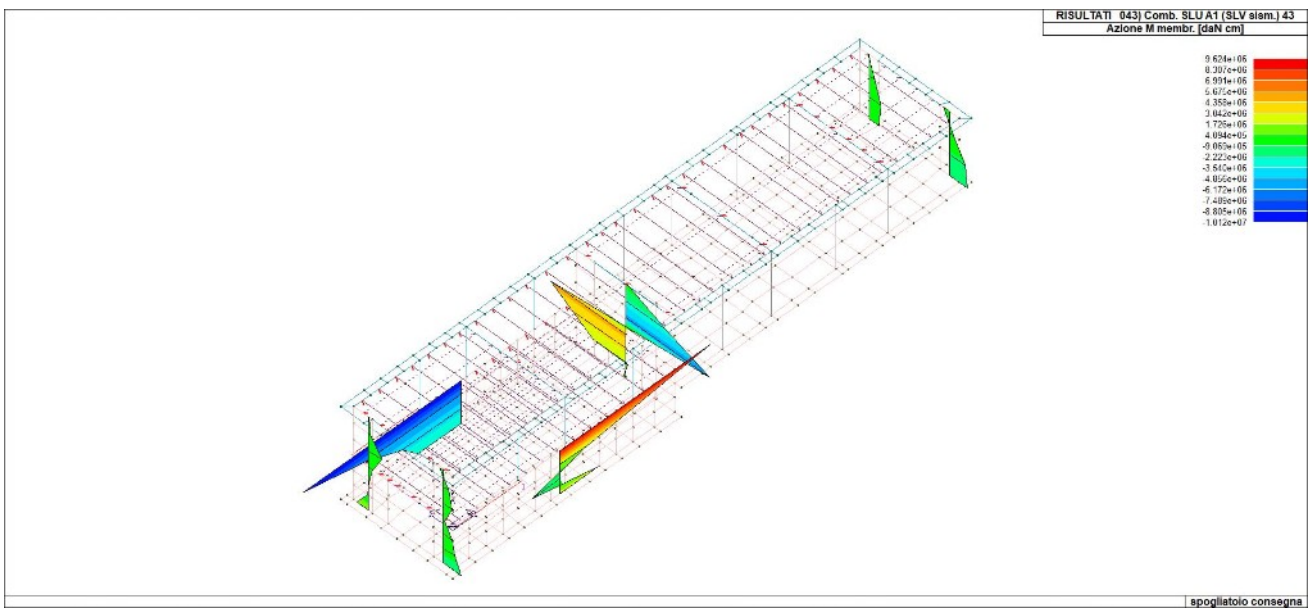 RISULTATI 043) Comb. SLU A1 (SLV sism.) 43
Azione M membr. [daN cm]
9.624e+06
8.307e+06
6.991e+06
5.675e+06
4.358e+06
3.042e+06
1.726e+06
4.094e+05
-9.069e+05
-2.223e+06
-3.540e+06
-4.856e+06
-6.172e+06
-7.489e+06
-8.805e+06
-1.012e+07
spogliatoio consegna